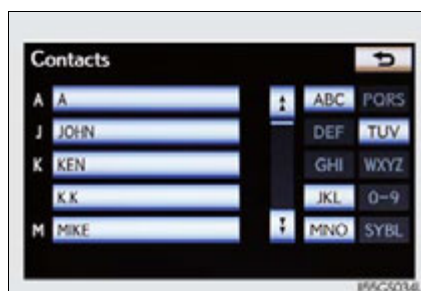 Contacts
A A ABC PQRS
J JOHN DEF TUV
K KEN GHI WXYZ
K.K JKL 0-9
M MIKE MNO SYBL